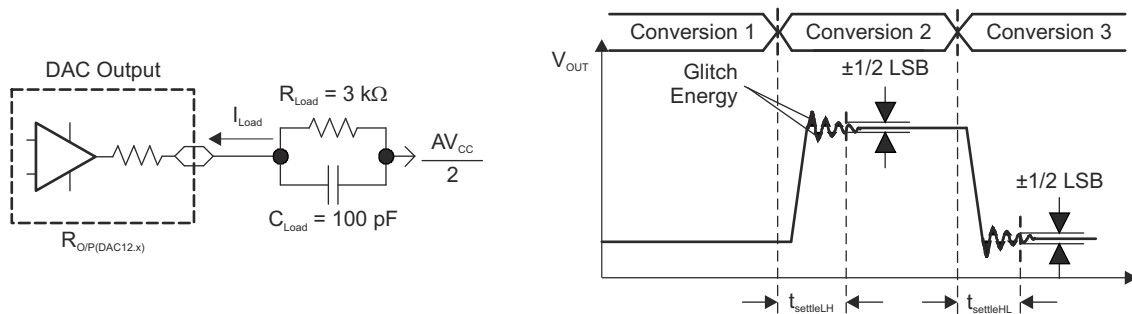 DAC Output
R_Load = 3 kΩ
I_Load
AV_CC
2
C_Load = 100 pF
R_O/P(DAC12.x)
Conversion 1
Conversion 2
Conversion 3
V_OUT
Glitch
Energy
±1/2 LSB
±1/2 LSB
t_settleLH
t_settleHL